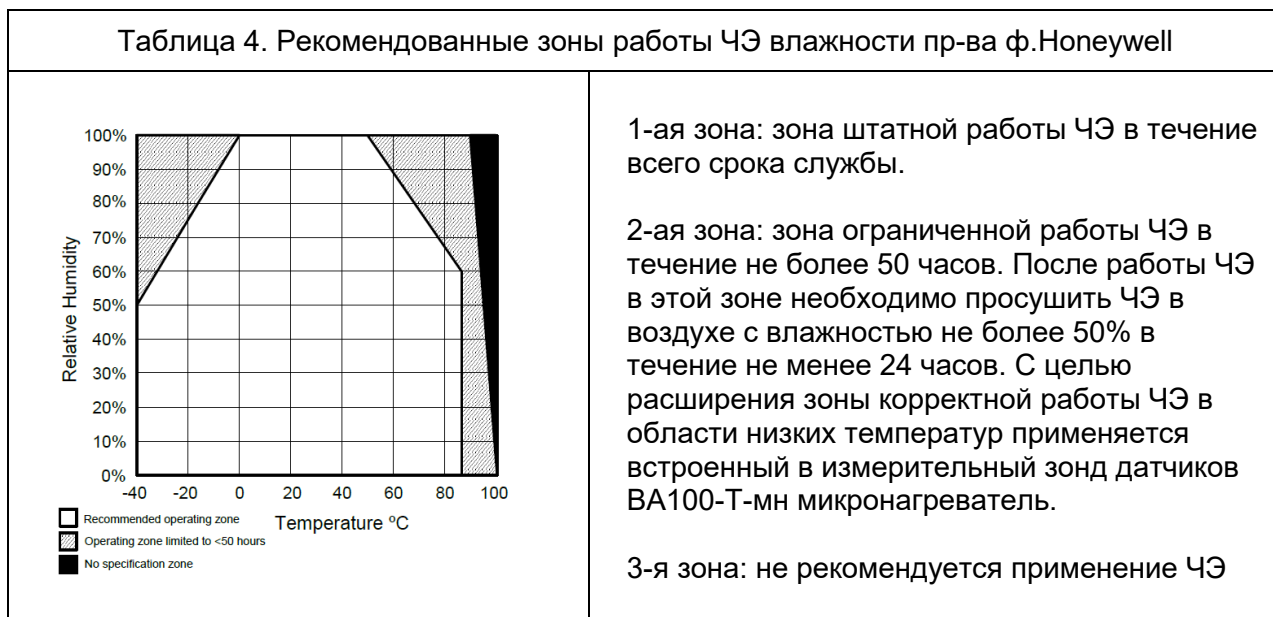 Таблица 4. Рекомендованные зоны работы ЧЭ влажности пр-ва ф.Honeywell
100%
90%
80%
70%
60%
50%
40%
30%
20%
10%
0%
Relative Humidity
-40 -20 0 20 40 60 80 100
Temperature ºC
Recommended operating zone
Operating zone limited to <50 hours
No specification zone
1-ая зона: зона штатной работы ЧЭ в течение
всего срока службы.
2-ая зона: зона ограниченной работы ЧЭ в
течение не более 50 часов. После работы ЧЭ
в этой зоне необходимо просушить ЧЭ в
воздухе с влажностью не более 50% в
течение не менее 24 часов. С целью
расширения зоны корректной работы ЧЭ в
области низких температур применяется
встроенный в измерительный зонд датчиков
ВА100-Т-мн микронагреватель.
3-я зона: не рекомендуется применение ЧЭ